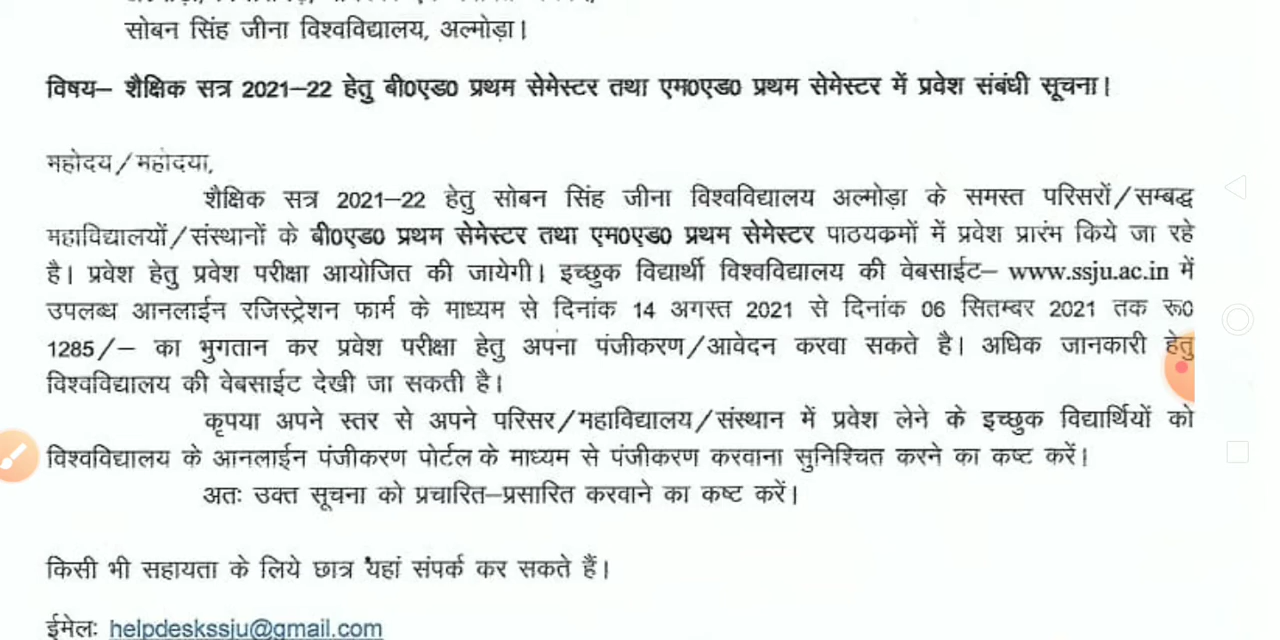 सोबन सिंह जीना विश्वविद्यालय, अल्मोड़ा।
विषय– शैक्षिक सत्र 2021–22 हेतु बी0एड0 प्रथम सेमेस्टर तथा एम0एड0 प्रथम सेमेस्टर में प्रवेश संबंधी सूचना।
महोदय/महोदया,
शैक्षिक सत्र 2021–22 हेतु सोबन सिंह जीना विश्वविद्यालय अल्मोड़ा के समस्त परिसरों/सम्बद्ध
महाविद्यालयों/संस्थानों के बी0एड0 प्रथम सेमेस्टर तथा एम0एड0 प्रथम सेमेस्टर पाठयक्रमों में प्रवेश प्रारंभ किये जा रहे
है। प्रवेश हेतु प्रवेश परीक्षा आयोजित की जायेगी। इच्छुक विद्यार्थी विश्वविद्यालय की वेबसाईट– www.ssju.ac.in में
उपलब्ध आनलाईन रजिस्ट्रेशन फार्म के माध्यम से दिनांक 14 अगस्त 2021 से दिनांक 06 सितम्बर 2021 तक रू0
1285/– का भुगतान कर प्रवेश परीक्षा हेतु अपना पंजीकरण/आवेदन करवा सकते है। अधिक जानकारी हेतु
विश्वविद्यालय की वेबसाईट देखी जा सकती है।
कृपया अपने स्तर से अपने परिसर/महाविद्यालय/संस्थान में प्रवेश लेने के इच्छुक विद्यार्थियों को
विश्वविद्यालय के आनलाईन पंजीकरण पोर्टल के माध्यम से पंजीकरण करवाना सुनिश्चित करने का कष्ट करें।
अतः उक्त सूचना को प्रचारित–प्रसारित करवाने का कष्ट करें।
किसी भी सहायता के लिये छात्र यहां संपर्क कर सकते हैं।
ईमेलः helpdeskssju@gmail.com